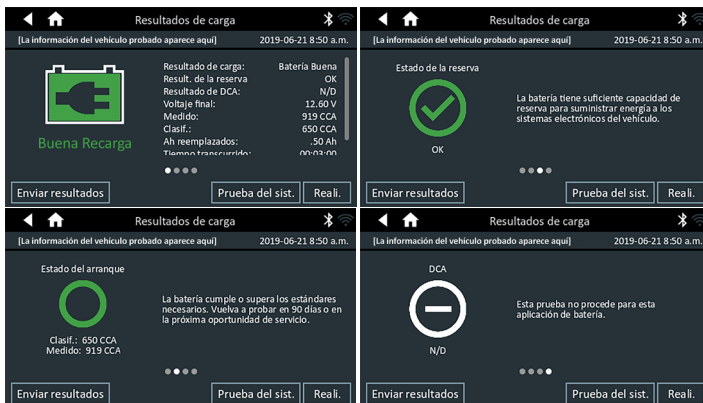 Resultados de carga
[La información del vehículo probado aparece aquí] 2019-06-21 8:50 a.m.
Buena Recarga
Resultado de carga: Batería Buena
Result. de la reserva OK
Resultado de DCA: N/D
Voltaje final: 12.60 V
Medido: 919 CCA
Clasif.: 650 CCA
Ah reemplazados: .50 Ah
Tiempo transcurrido: 00:03:00
Enviar resultados Prueba del sist. Reali.
Resultados de carga
[La información del vehículo probado aparece aquí] 2019-06-21 8:50 a.m.
Estado de la reserva
OK
La batería tiene suficiente capacidad de
reserva para suministrar energía a los
sistemas electrónicos del vehículo.
Enviar resultados Prueba del sist. Reali.
Resultados de carga
[La información del vehículo probado aparece aquí] 2019-06-21 8:50 a.m.
Estado del arranque
Clasif.: 650 CCA
Medido: 919 CCA
La batería cumple o supera los estándares
necesarios. Vuelva a probar en 90 días o en
la próxima oportunidad de servicio.
Enviar resultados Prueba del sist. Reali.
Resultados de carga
[La información del vehículo probado aparece aquí] 2019-06-21 8:50 a.m.
DCA
N/D
Esta prueba no procede para esta
aplicación de batería.
Enviar resultados Prueba del sist. Reali.